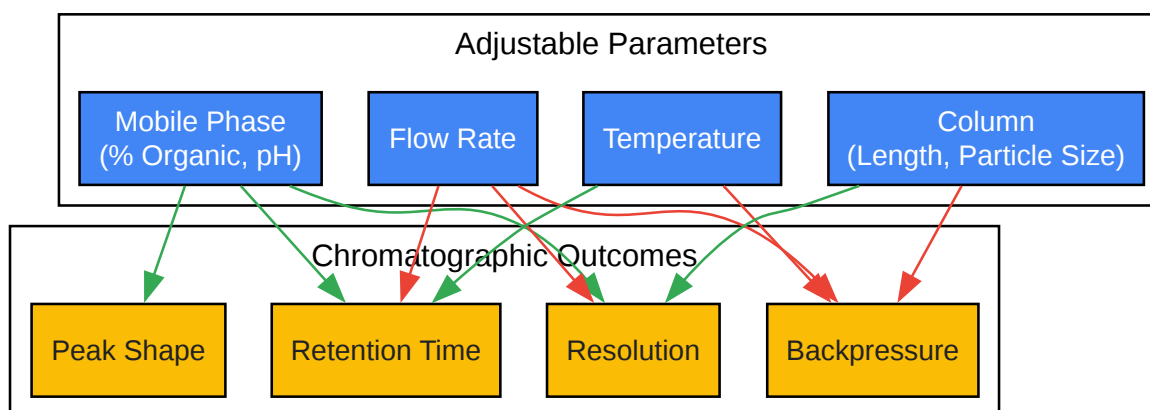 Adjustable Parameters
Mobile Phase
(% Organic, pH)
Flow Rate
Temperature
Column
(Length, Particle Size)
Chromatographic Outcomes
Peak Shape
Retention Time
Resolution
Backpressure